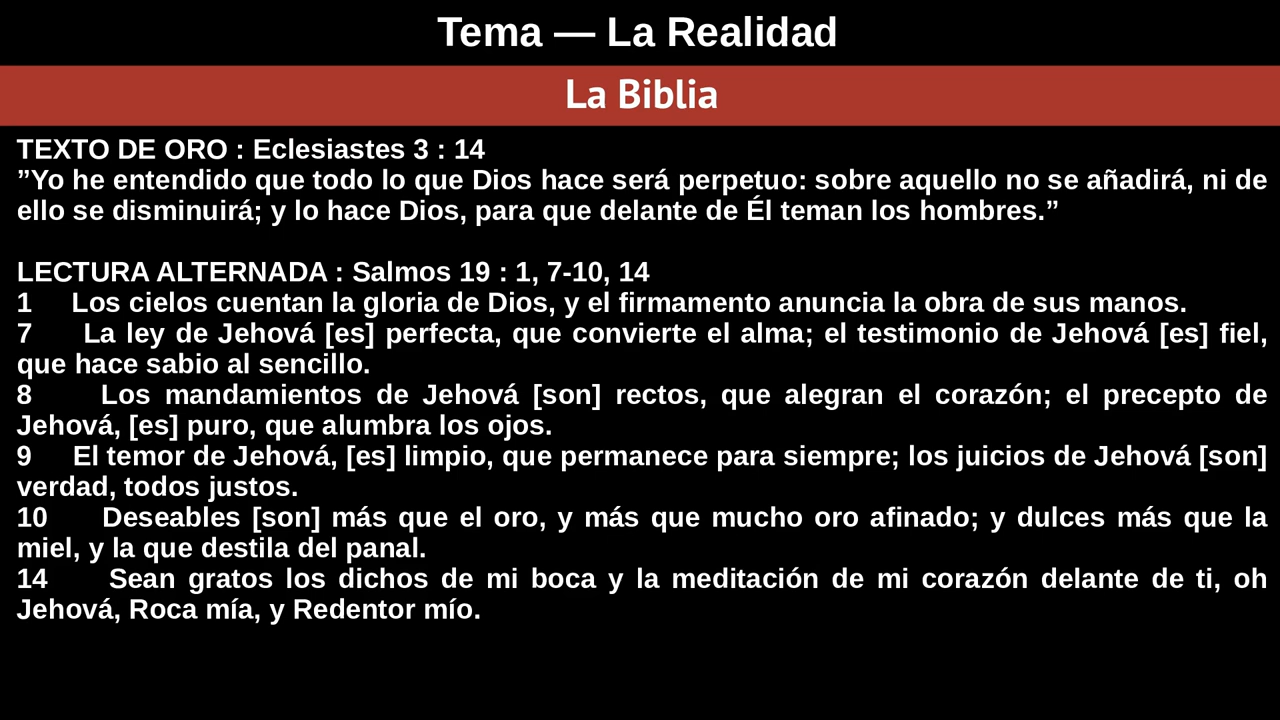 Tema — La Realidad
La Biblia
TEXTO DE ORO : Eclesiastes 3 : 14
”Yo he entendido que todo lo que Dios hace será perpetuo: sobre aquello no se añadirá, ni de
ello se disminuirá; y lo hace Dios, para que delante de Él teman los hombres.”
LECTURA ALTERNADA : Salmos 19 : 1, 7-10, 14
1 Los cielos cuentan la gloria de Dios, y el firmamento anuncia la obra de sus manos.
7 La ley de Jehová [es] perfecta, que convierte el alma; el testimonio de Jehová [es] fiel,
que hace sabio al sencillo.
8 Los mandamientos de Jehová [son] rectos, que alegran el corazón; el precepto de
Jehová, [es] puro, que alumbra los ojos.
9 El temor de Jehová, [es] limpio, que permanece para siempre; los juicios de Jehová [son]
verdad, todos justos.
10 Deseables [son] más que el oro, y más que mucho oro afinado; y dulces más que la
miel, y la que destila del panal.
14 Sean gratos los dichos de mi boca y la meditación de mi corazón delante de ti, oh
Jehová, Roca mía, y Redentor mío.